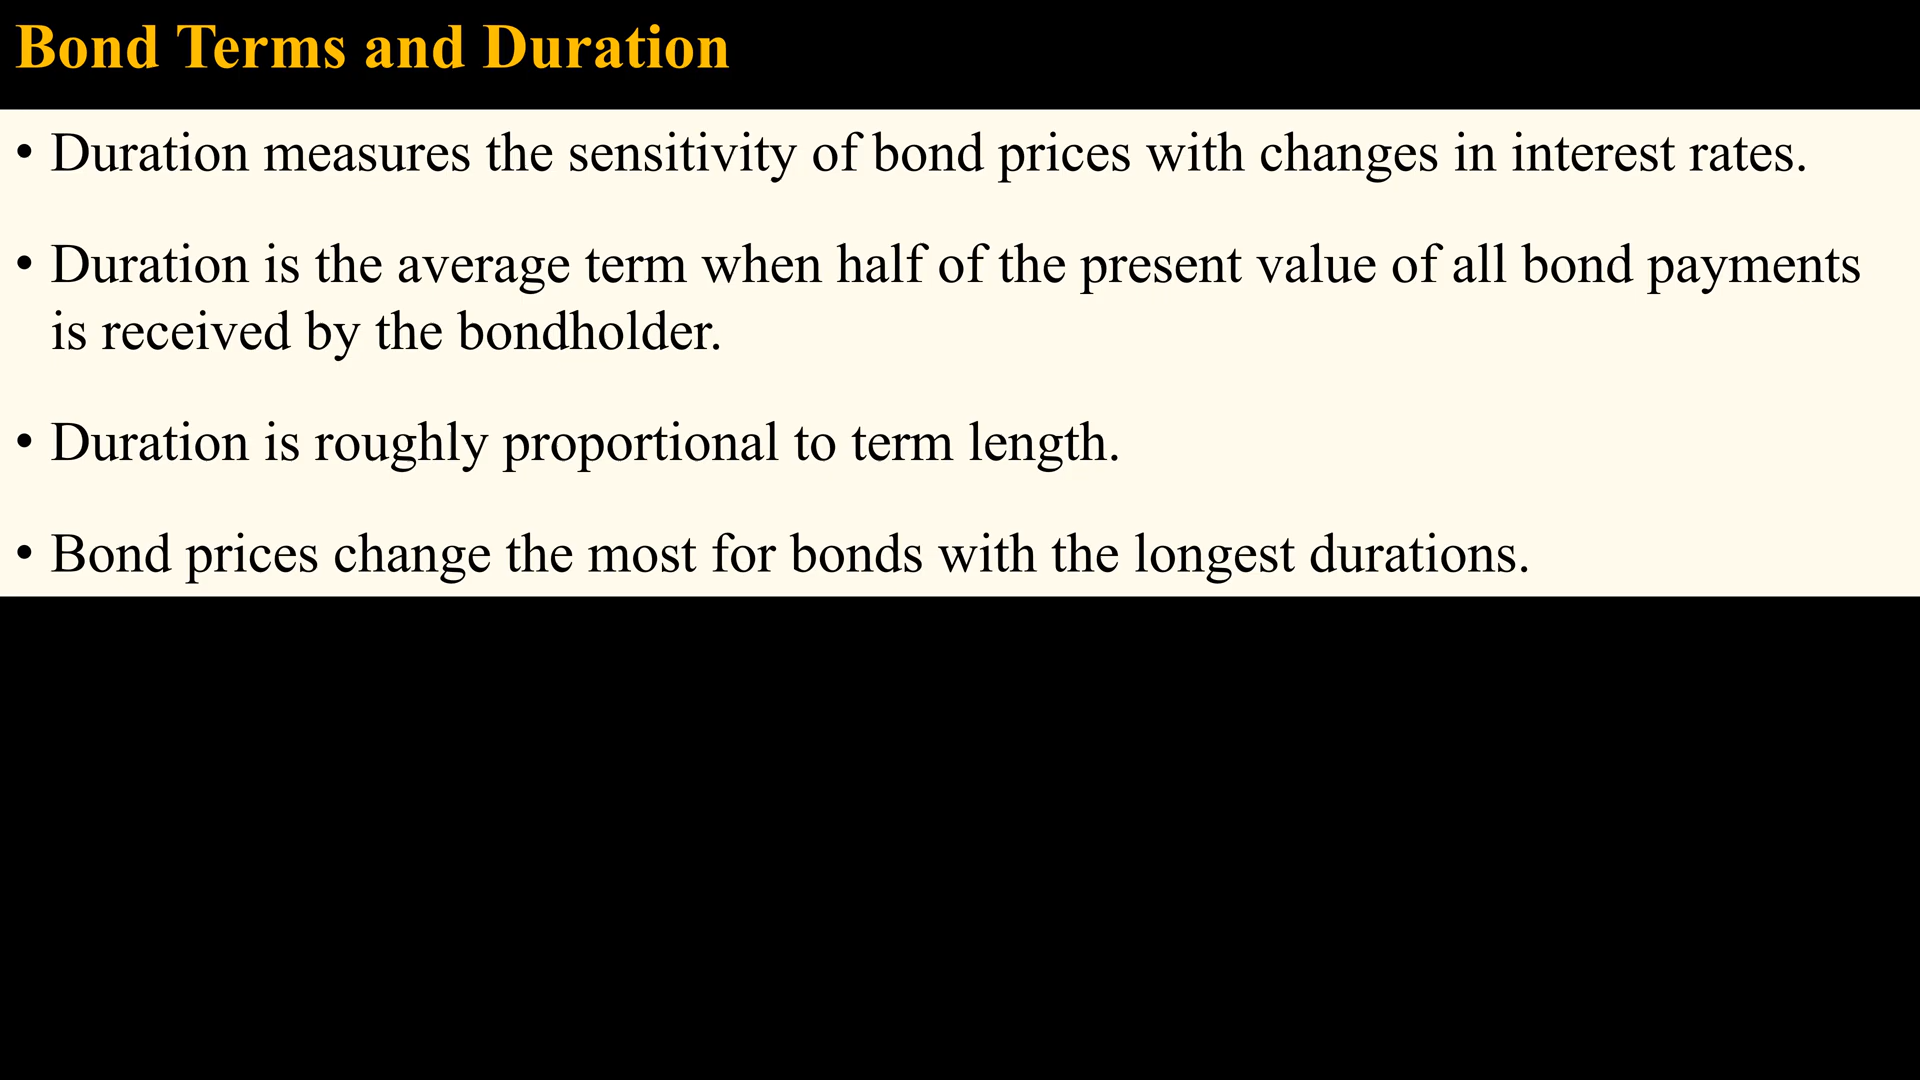 Bond Terms and Duration
• Duration measures the sensitivity of bond prices with changes in interest rates.
• Duration is the average term when half of the present value of all bond payments
is received by the bondholder.
• Duration is roughly proportional to term length.
• Bond prices change the most for bonds with the longest durations.